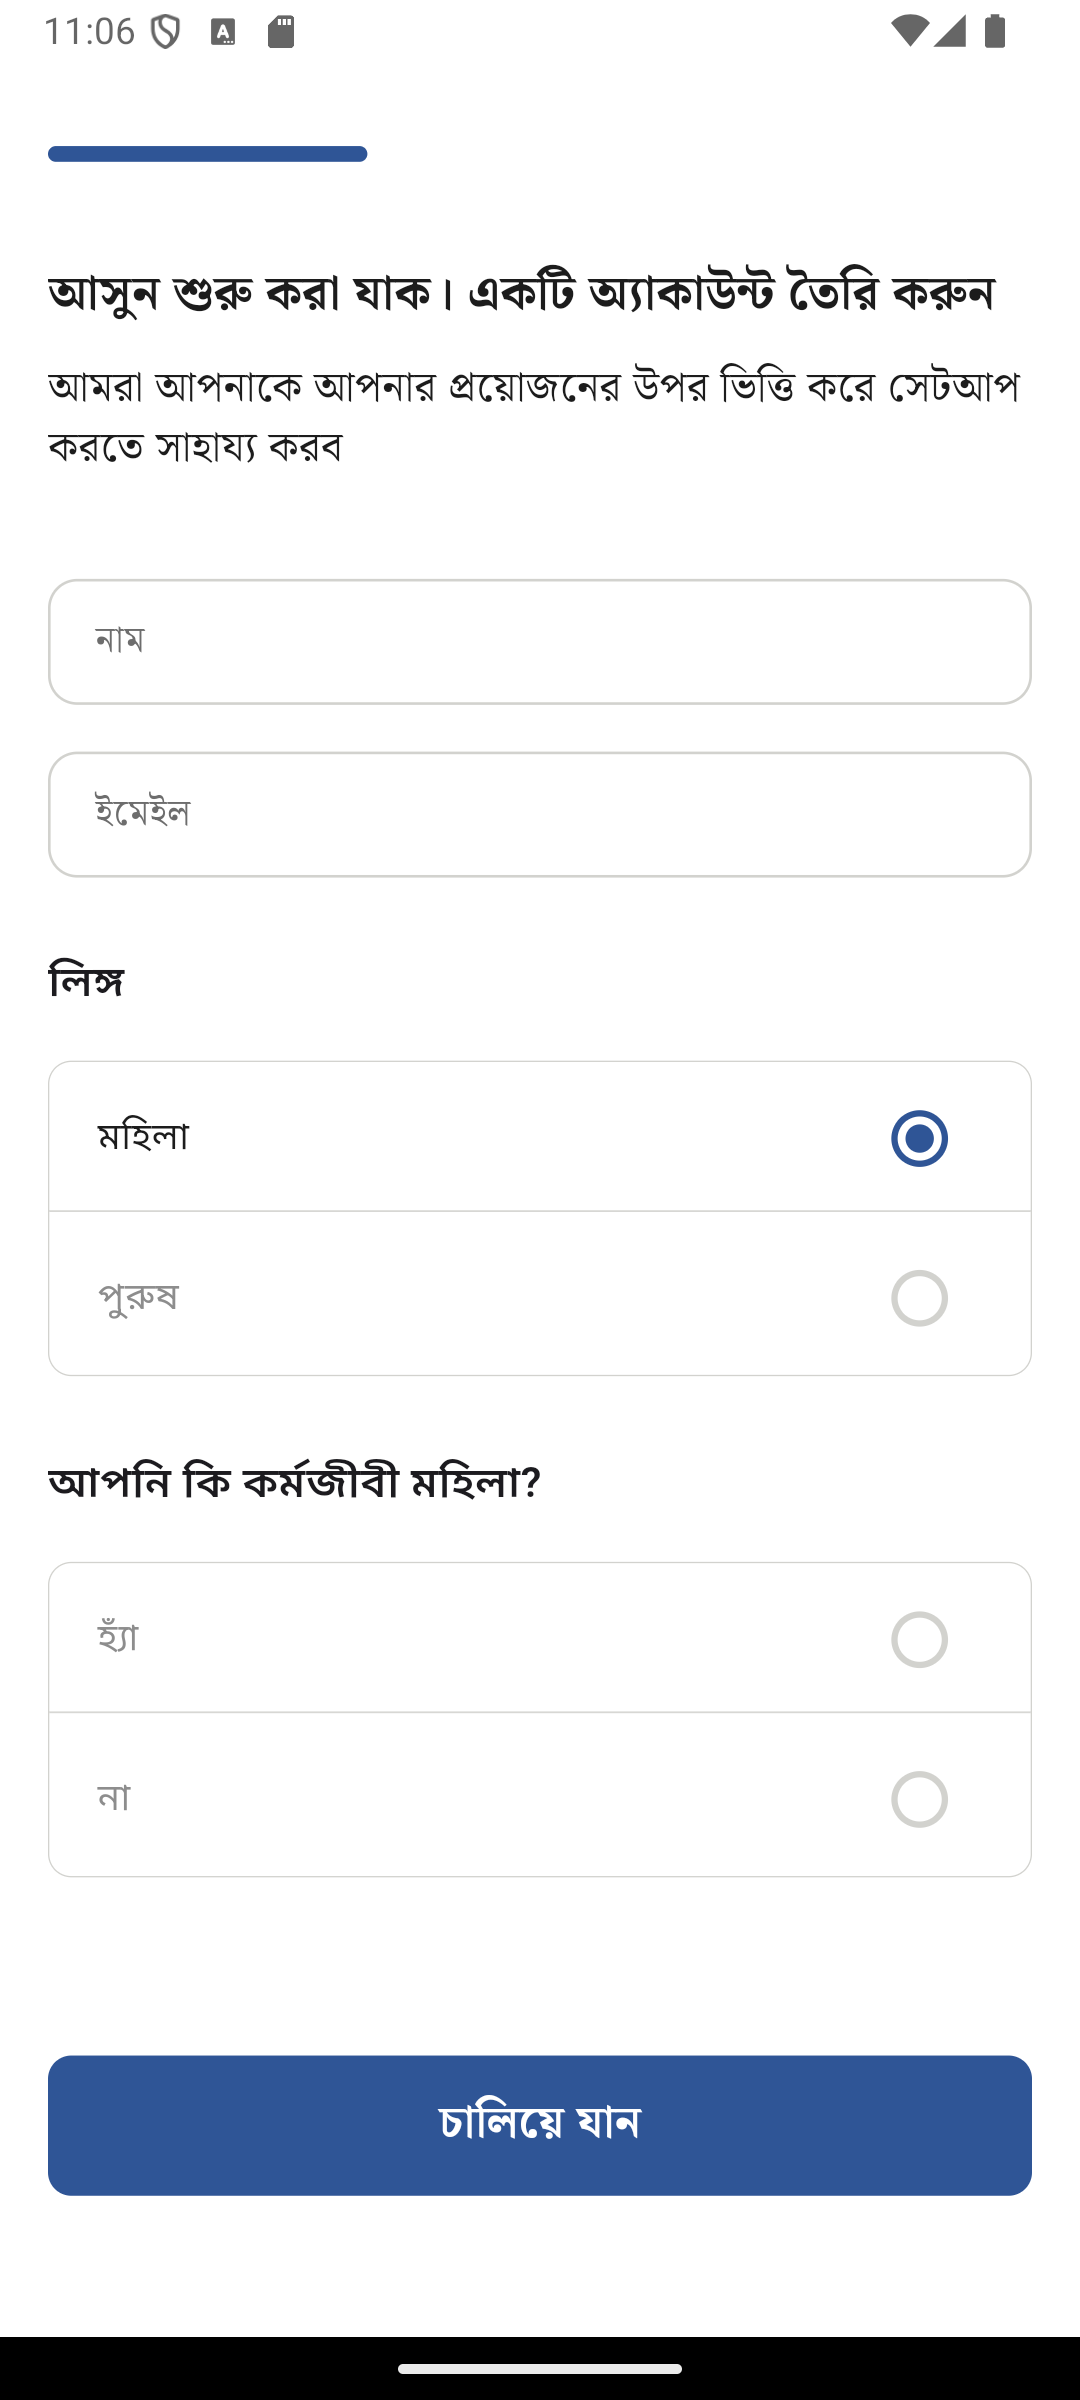 11:06
আসুন শুরু করা যাক। একটি অ্যাকাউন্ট তৈরি করুন
আমরা আপনাকে আপনার প্রয়োজনের উপর ভিত্তি করে সেটআপ
করতে সাহায্য করব
নাম
ইমেইল
লিঙ্গ
মহিলা
পুরুষ
আপনি কি কর্মজীবী মহিলা?
হ্যাঁ
না
চালিয়ে যান